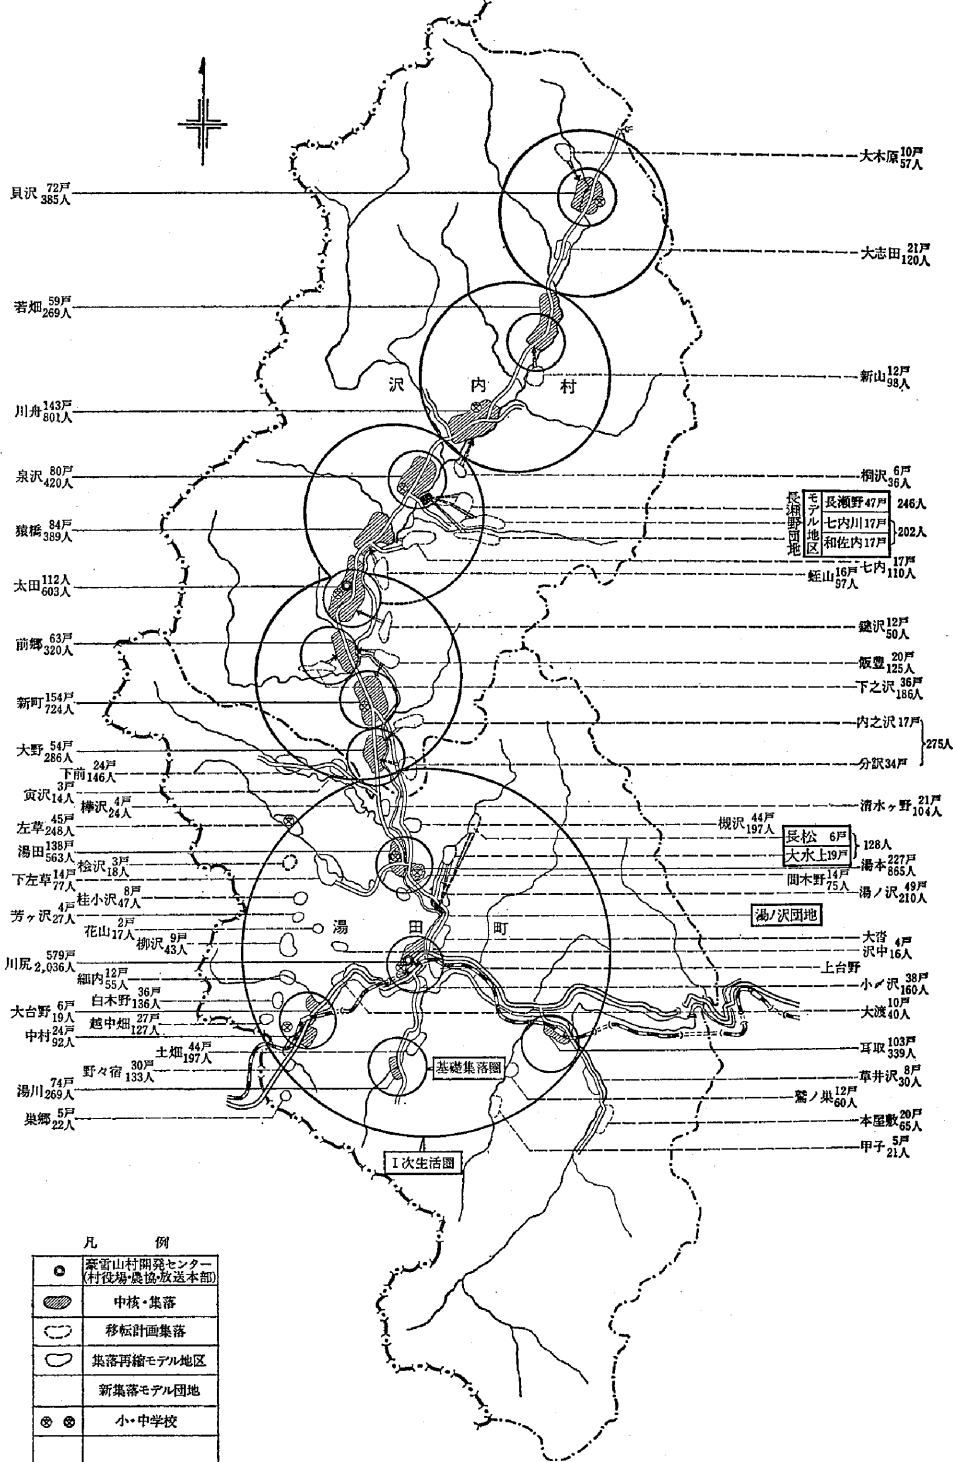 貝沢 72戸 385人
若畑 59戸 269人
川舟 143戸 801人
泉沢 80戸 420人
猿橋 84戸 389人
太田 112人 603人
前郷 63戸 320人
新町 154戸 724人
大野 54戸 286人
下前 24戸 146人
寅沢 3戸 14人
樺沢 4戸 24人
左草 45戸 248人
湯田 138戸 563人
桧沢 3戸 18人
下左草 14戸 77人
桂小沢 8戸 47人
芳ヶ沢 4戸 27人
花山 2戸 17人
柳沢 9戸 43人
川尻 579戸 2,036人
細内 12戸 55人
白木野 36戸 136人
大台野 6戸 19人
越中畑 27戸 127人
中村 24戸 92人
土畑 44戸 197人
野々宿 30戸 133人
湯川 74戸 269人
巣郷 5戸 22人
沢内村
湯田町
基礎集落圏
I次生活圏
大木原 10戸 57人
大志田 21戸 120人
新山 12戸 98人
桐沢 6戸 36人
長瀬野団地
モデル地区
長瀬野 47戸 246人
七内川 17戸
和佐内 17戸
202人
七内 17戸 110人
蛭山 16戸 97人
鍵沢 12戸 50人
飯豊 20戸 125人
下之沢 36戸 186人
内之沢 17戸
分訳 34戸
275人
清水ヶ野 21戸 104人
槻沢 44戸 197人
長松 6戸
大水上 19戸
128人
湯本 227戸 865人
間木野 14戸 75人
湯ノ沢 49戸 210人
湯ノ沢団地
大沓
沢中 4戸 16人
上台野
小〆沢 38戸 160人
大渡 10戸 40人
耳取 103戸 339人
草井沢 8戸 30人
鷲ノ巣 12戸 60人
本屋敷 20戸 65人
甲子 5戸 21人
凡例
豪雪山村開発センター
(村役場・農協・放送本部)
中核・集落
移転計画集落
集落再縮モデル地区
新集落モデル団地
小・中学校